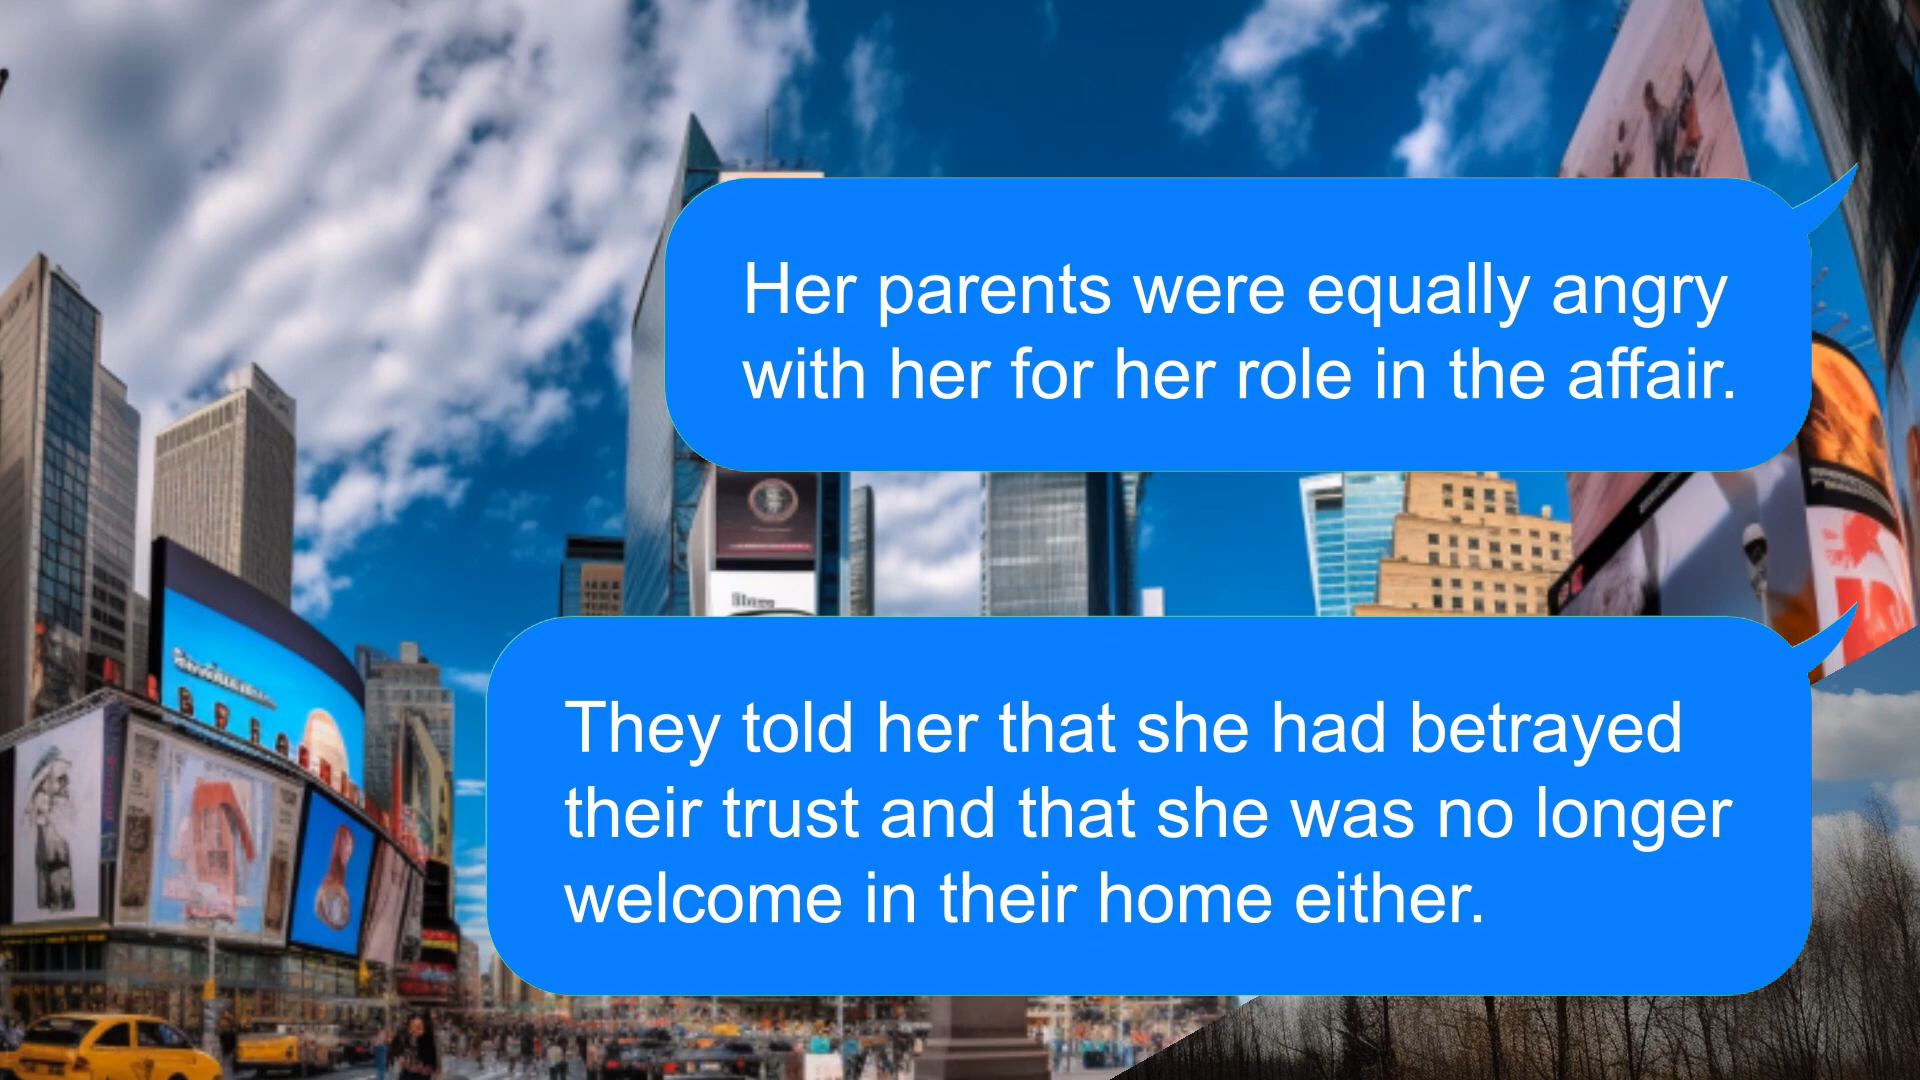 Her parents were equally angry
with her for her role in the affair.
They told her that she had betrayed
their trust and that she was no longer
welcome in their home either.